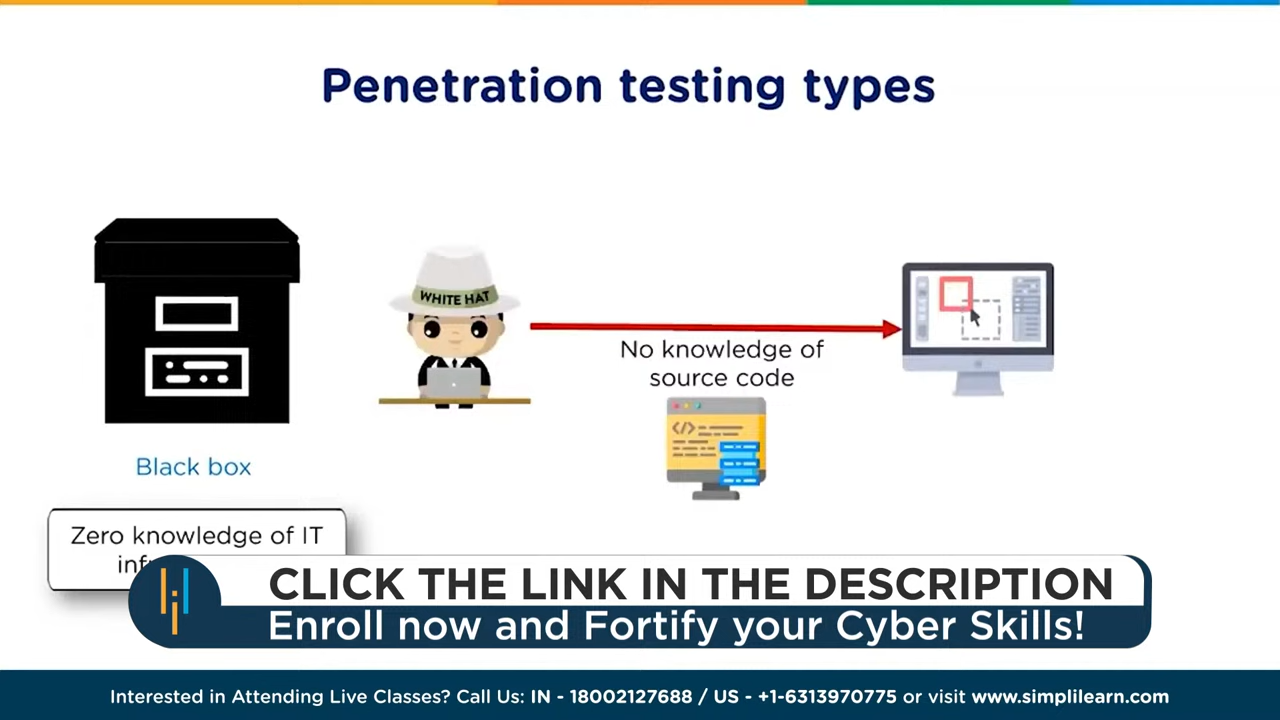 Penetration testing types
WHITE HAT
No knowledge of
source code
</>
Black box
Zero knowledge of IT
CLICK THE LINK IN THE DESCRIPTION
Enroll now and Fortify your Cyber Skills!
Interested in Attending Live Classes? Call Us: IN - 18002127688 / US - +1-6313970775 or visit www.simplilearn.com